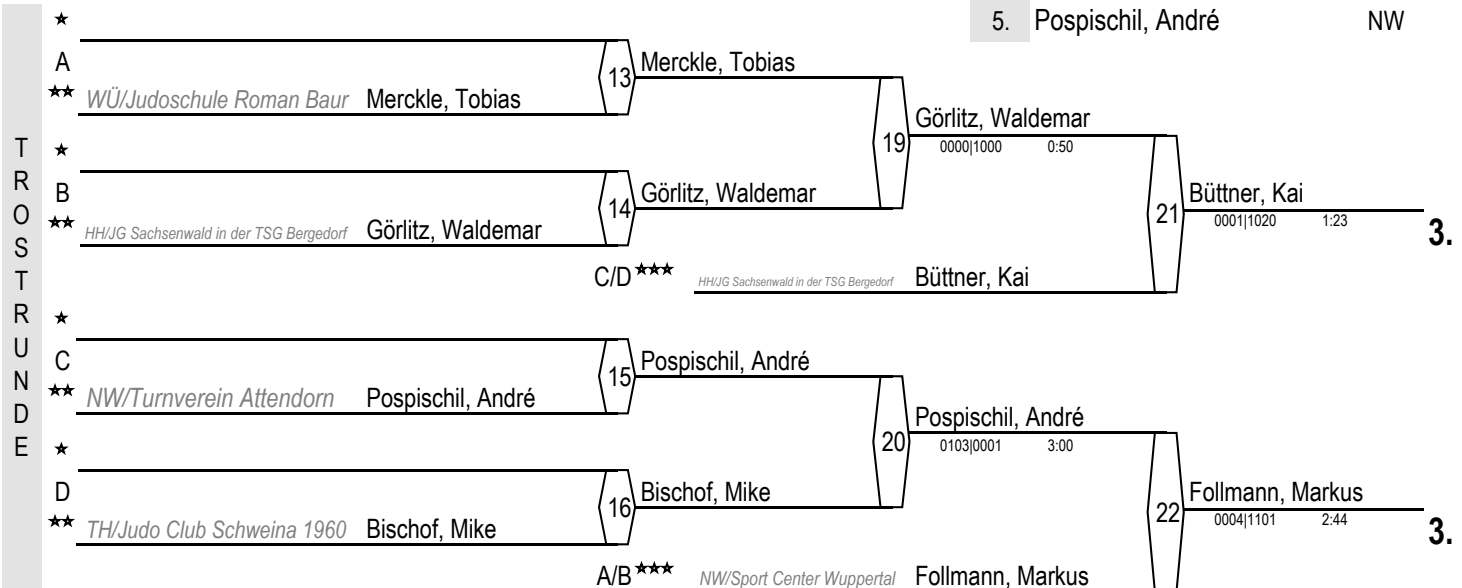 TROSTRUNDE
5. Pospischil, André NW
A
WÜ/Judoschule Roman Baur Merckle, Tobias
13
Merckle, Tobias
B
HH/JG Sachsenwald in der TSG Bergedorf Görlitz, Waldemar
14
Görlitz, Waldemar
19
Görlitz, Waldemar
0000|1000 0:50
C/D HH/JG Sachsenwald in der TSG Bergedorf Büttner, Kai
21
Büttner, Kai
0001|1020 1:23
3.
C
NW/Turnverein Attendorn Pospischil, André
15
Pospischil, André
D
TH/Judo Club Schweina 1960 Bischof, Mike
16
Bischof, Mike
20
Pospischil, André
0103|0001 3:00
A/B NW/Sport Center Wuppertal Follmann, Markus
22
Follmann, Markus
0004|1101 2:44
3.